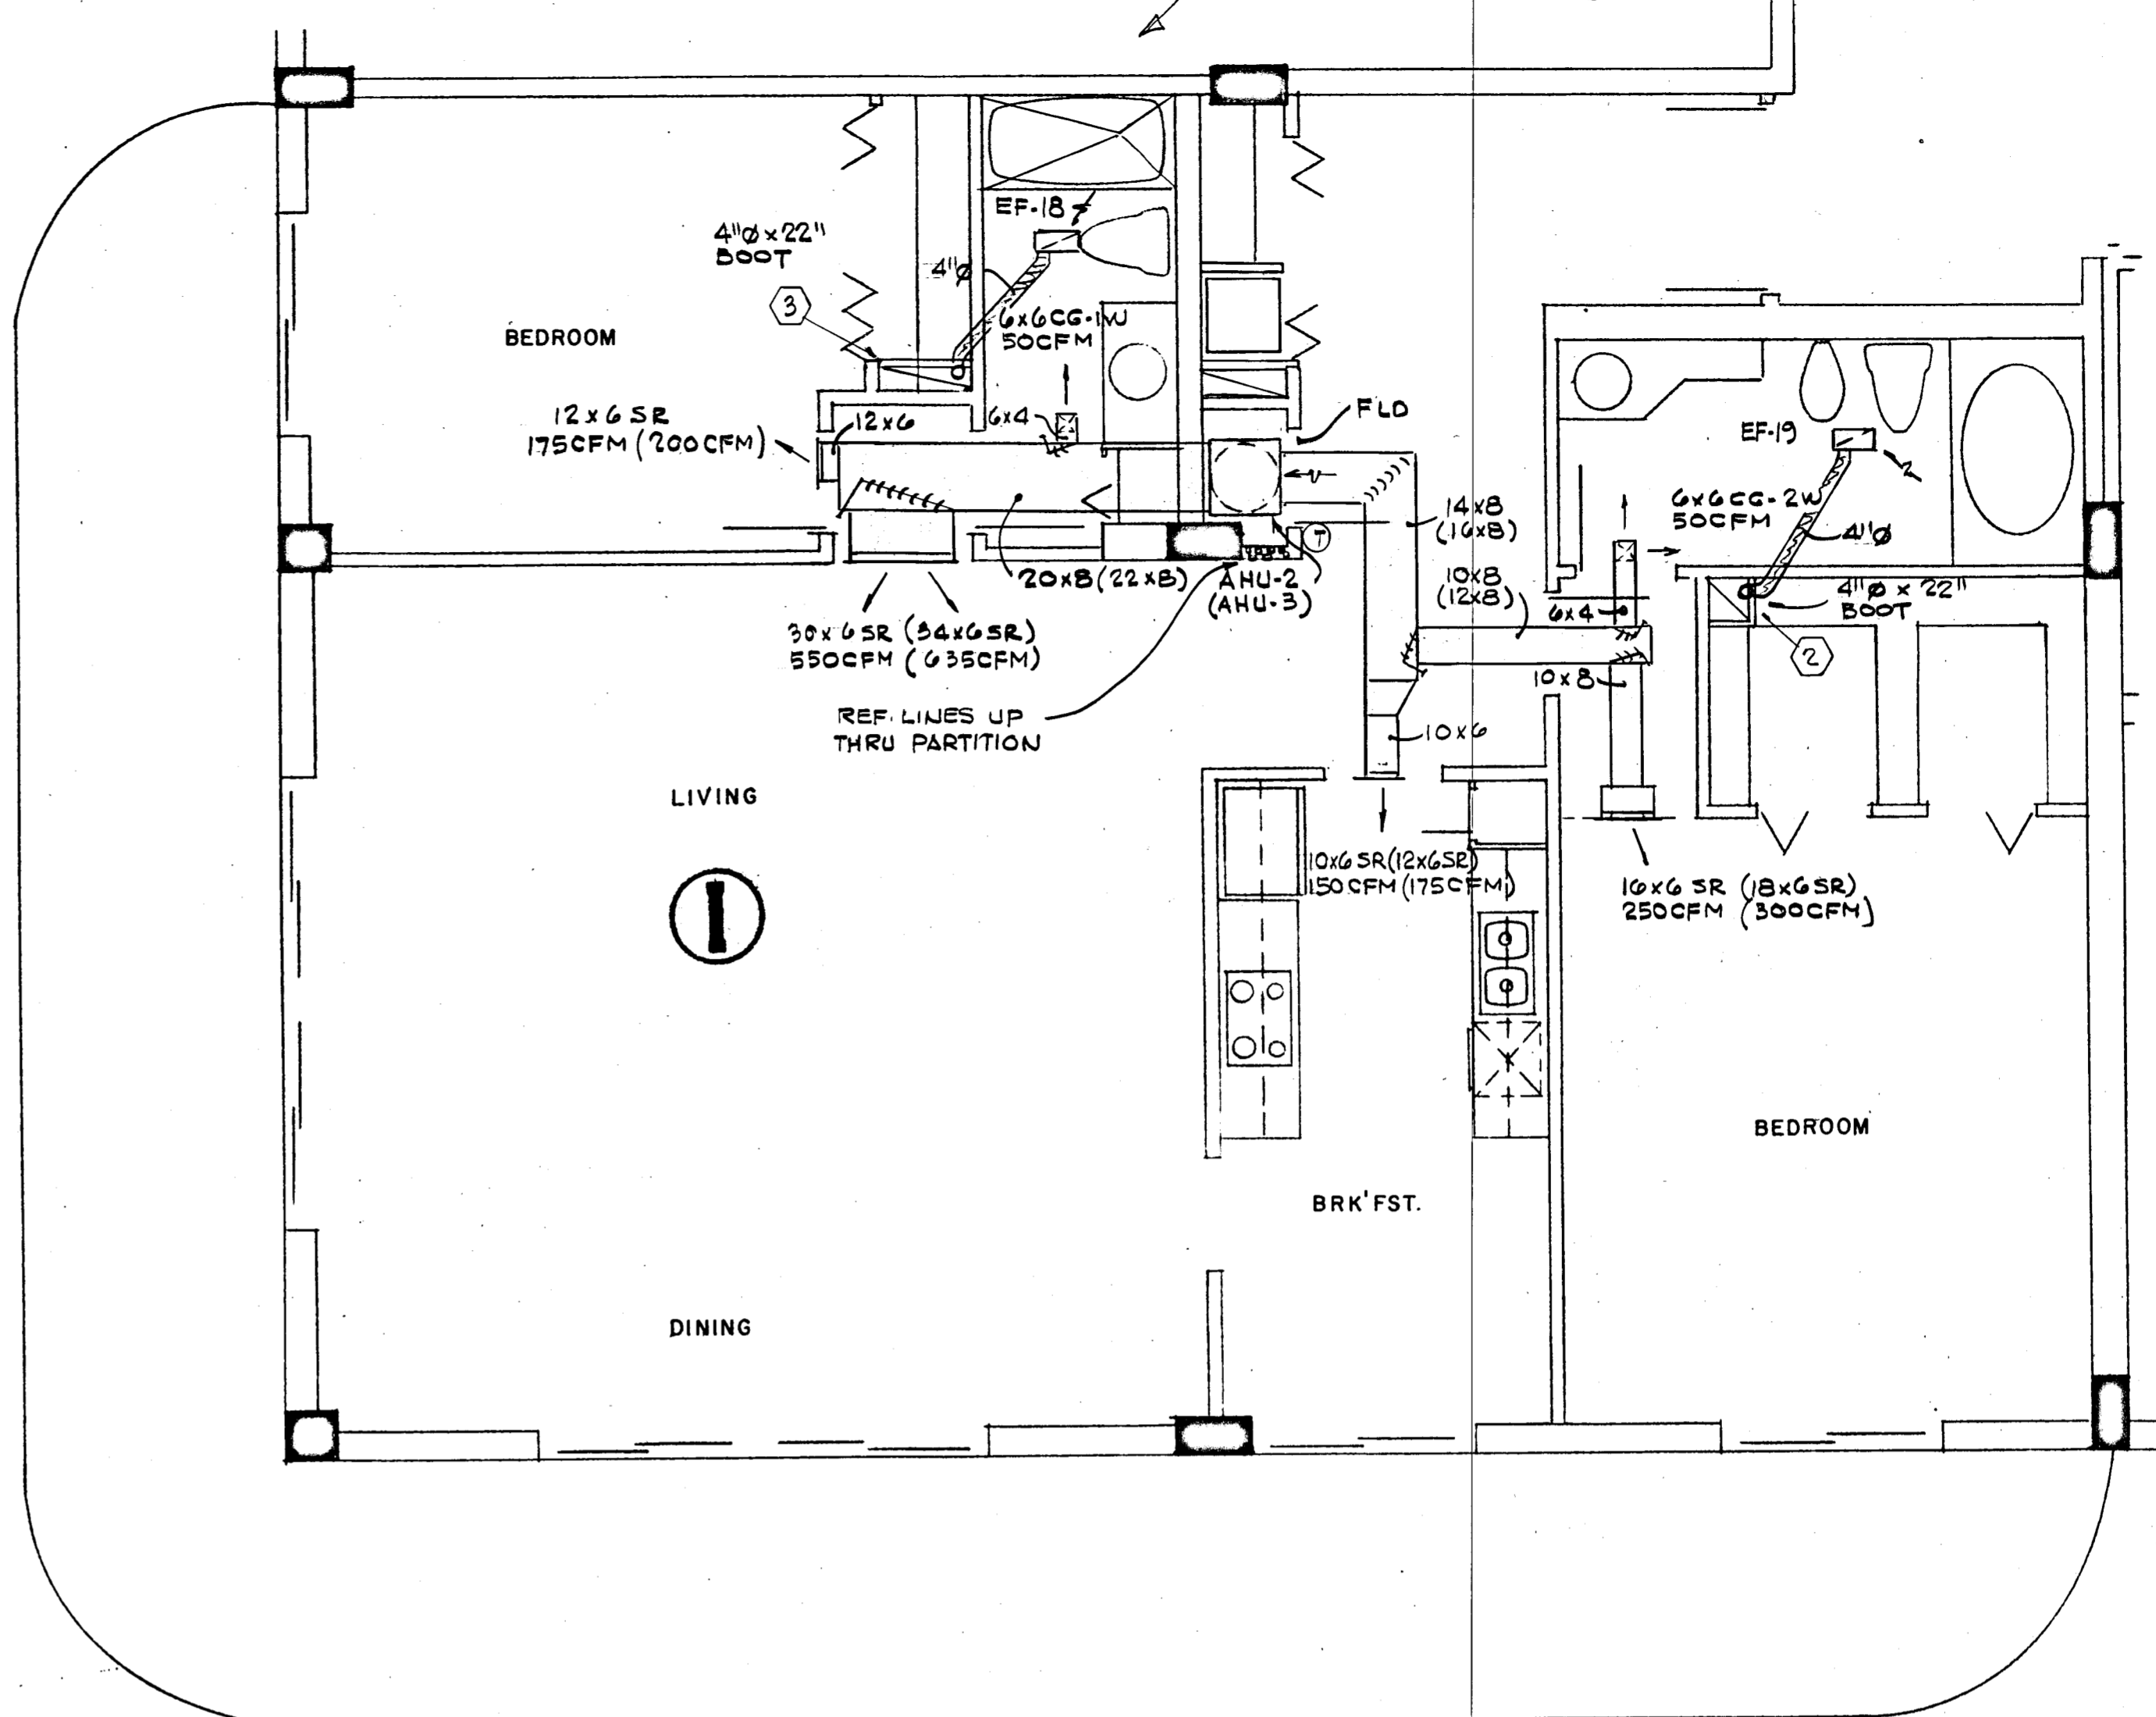 EF-18
4"Ø x 22"
BOOT
4"Ø
3
6x6CG-1W
50CFM
BEDROOM
12x6 SR
175CFM (200CFM)
12x6
6x4
FLD
EF-19
6x6CG-2W
50CFM
4"Ø
14x8
(16x8)
T
20x8 (22x8)
AHU-2
(AHU-3)
10x8
(12x8)
6x4
4"Ø x 22"
BOOT
2
30x6SR (34x6SR)
550CFM (635CFM)
10x8
REF. LINES UP
THRU PARTITION
10x6
LIVING
10x6SR (12x6SR)
150CFM (175CFM)
16x6 SR (18x6SR)
250CFM (300CFM)
I
BEDROOM
BRK'FST.
DINING